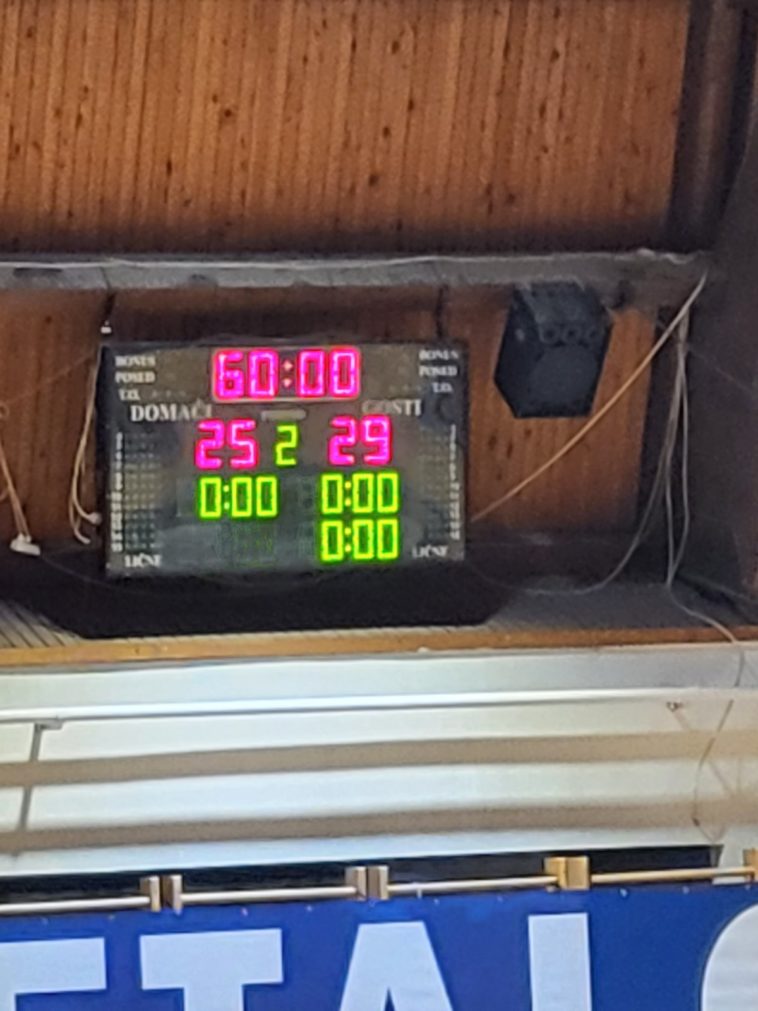 BONUS 60:00 BONUS
POSED POSED
T.O. T.O.
DOMAĆI GOSTI
25 2 29
0:00 0:00
0:00
LIČNE LIČNE
ETALC